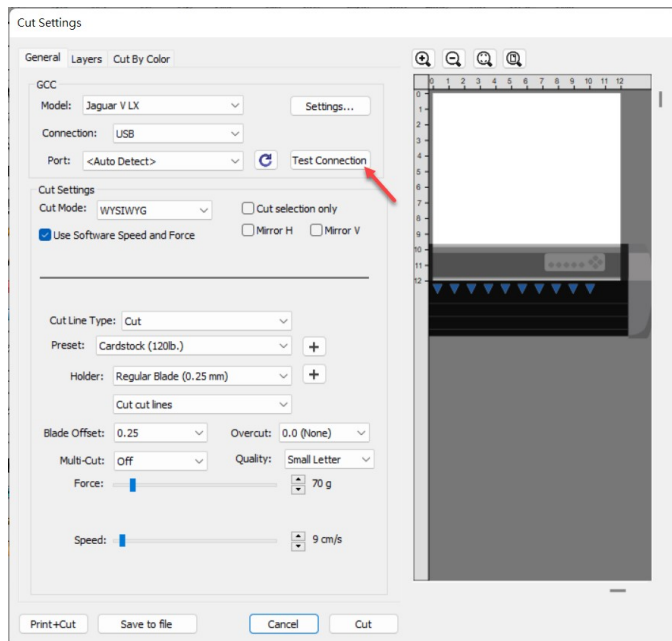 Cut Settings
General Layers Cut By Color
GCC
Model: Jaguar V LX Settings...
Connection: USB
Port: <Auto Detect> Test Connection
Cut Settings
Cut Mode: WYSIWYG Cut selection only
Use Software Speed and Force Mirror H Mirror V
Cut Line Type: Cut
Preset: Cardstock (120lb.) +
Holder: Regular Blade (0.25 mm) +
Cut cut lines
Blade Offset: 0.25 Overcut: 0.0 (None)
Multi-Cut: Off Quality: Small Letter
Force: 70 g
Speed: 9 cm/s
Print+Cut Save to file Cancel Cut
0 1 2 3 4 5 6 7 8 9 10 11 12
0
1
2
3
4
5
6
7
8
9
10
11
12